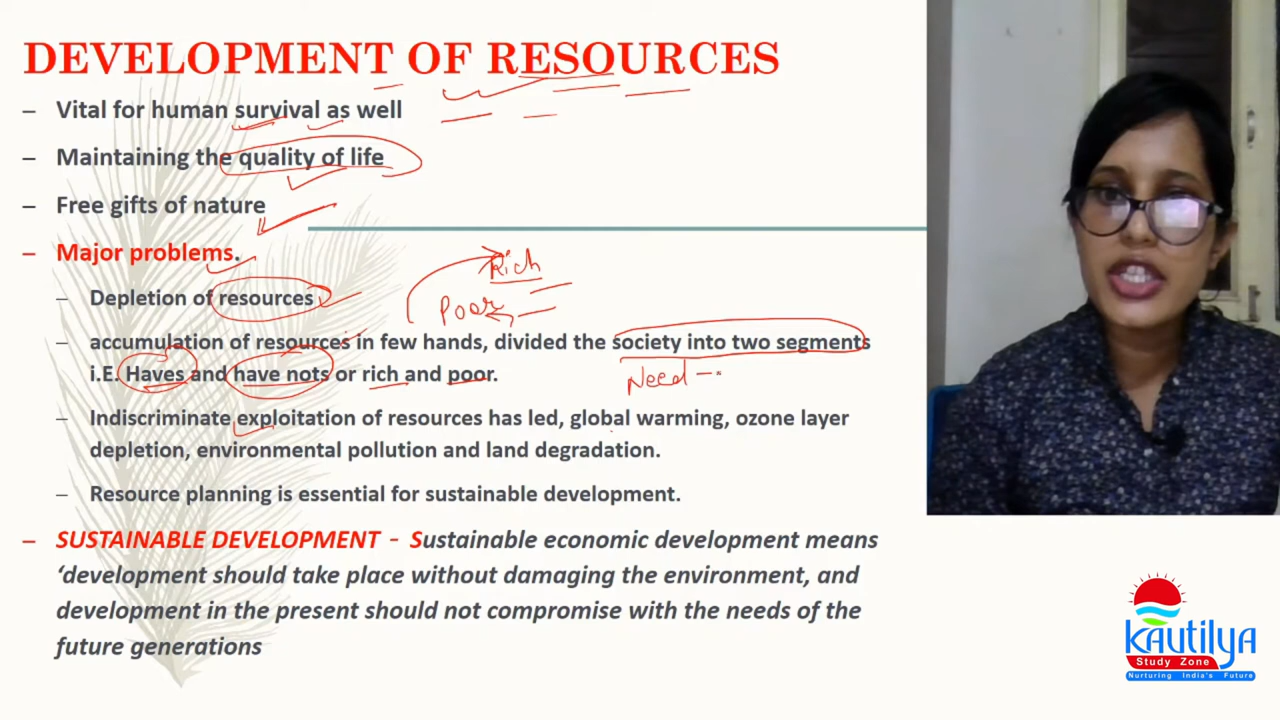 DEVELOPMENT OF RESOURCES
– Vital for human survival as well
– Maintaining the quality of life
– Free gifts of nature
– Major problems.
Rich
– Depletion of resources
Poor
– accumulation of resources in few hands, divided the society into two segments
i.E. Haves and have nots or rich and poor.
Need –
– Indiscriminate exploitation of resources has led, global warming, ozone layer
depletion, environmental pollution and land degradation.
– Resource planning is essential for sustainable development.
– SUSTAINABLE DEVELOPMENT - Sustainable economic development means
‘development should take place without damaging the environment, and
development in the present should not compromise with the needs of the
future generations
Kautilya
Study Zone
Nurturing India's Future